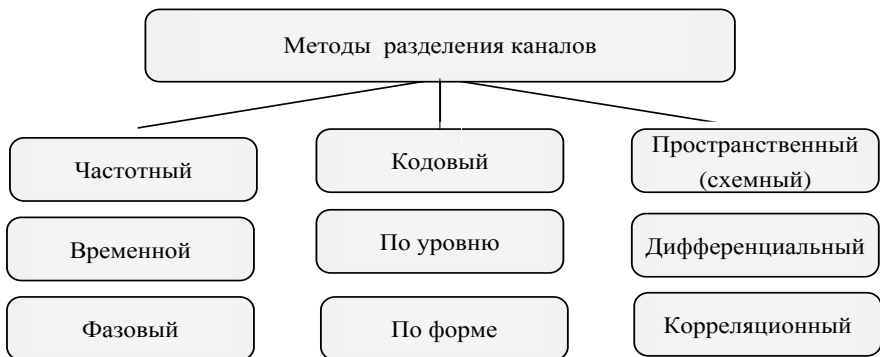 Методы разделения каналов
Частотный
Кодовый
Пространственный
(схемный)
Временной
По уровню
Дифференциальный
Фазовый
По форме
Корреляционный